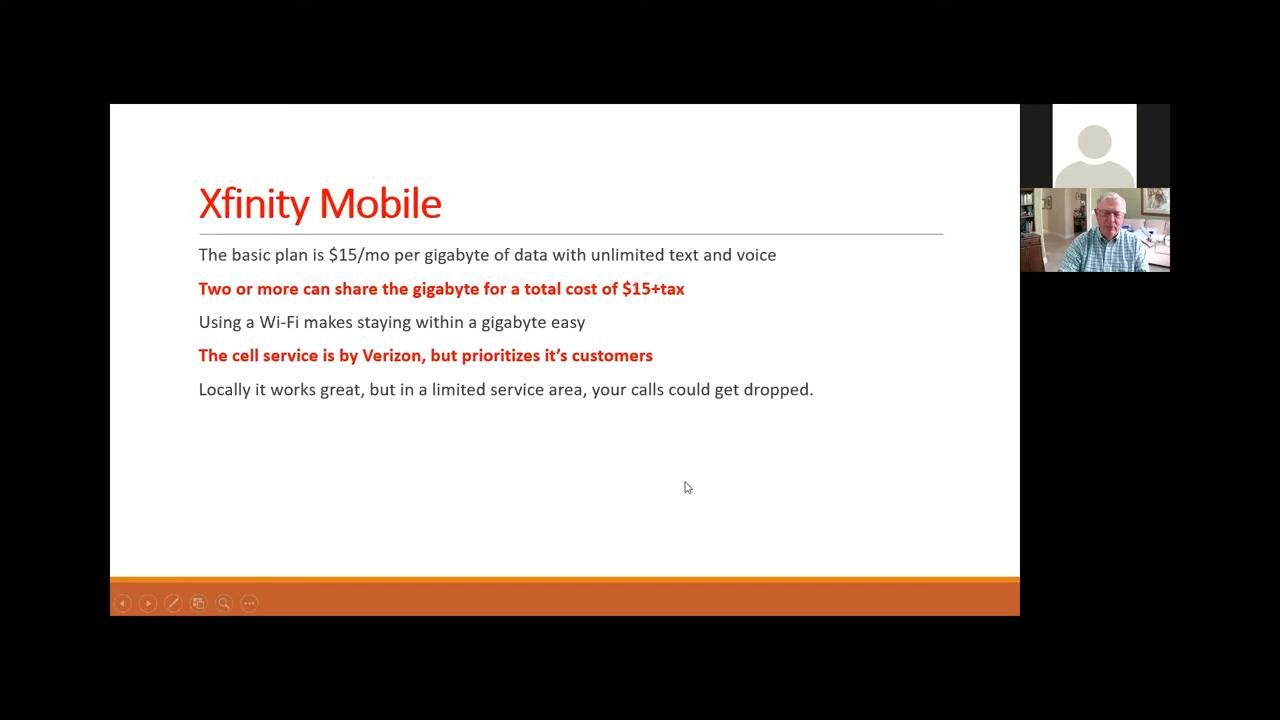 Xfinity Mobile
The basic plan is $15/mo per gigabyte of data with unlimited text and voice
Two or more can share the gigabyte for a total cost of $15+tax
Using a Wi-Fi makes staying within a gigabyte easy
The cell service is by Verizon, but prioritizes it’s customers
Locally it works great, but in a limited service area, your calls could get dropped.